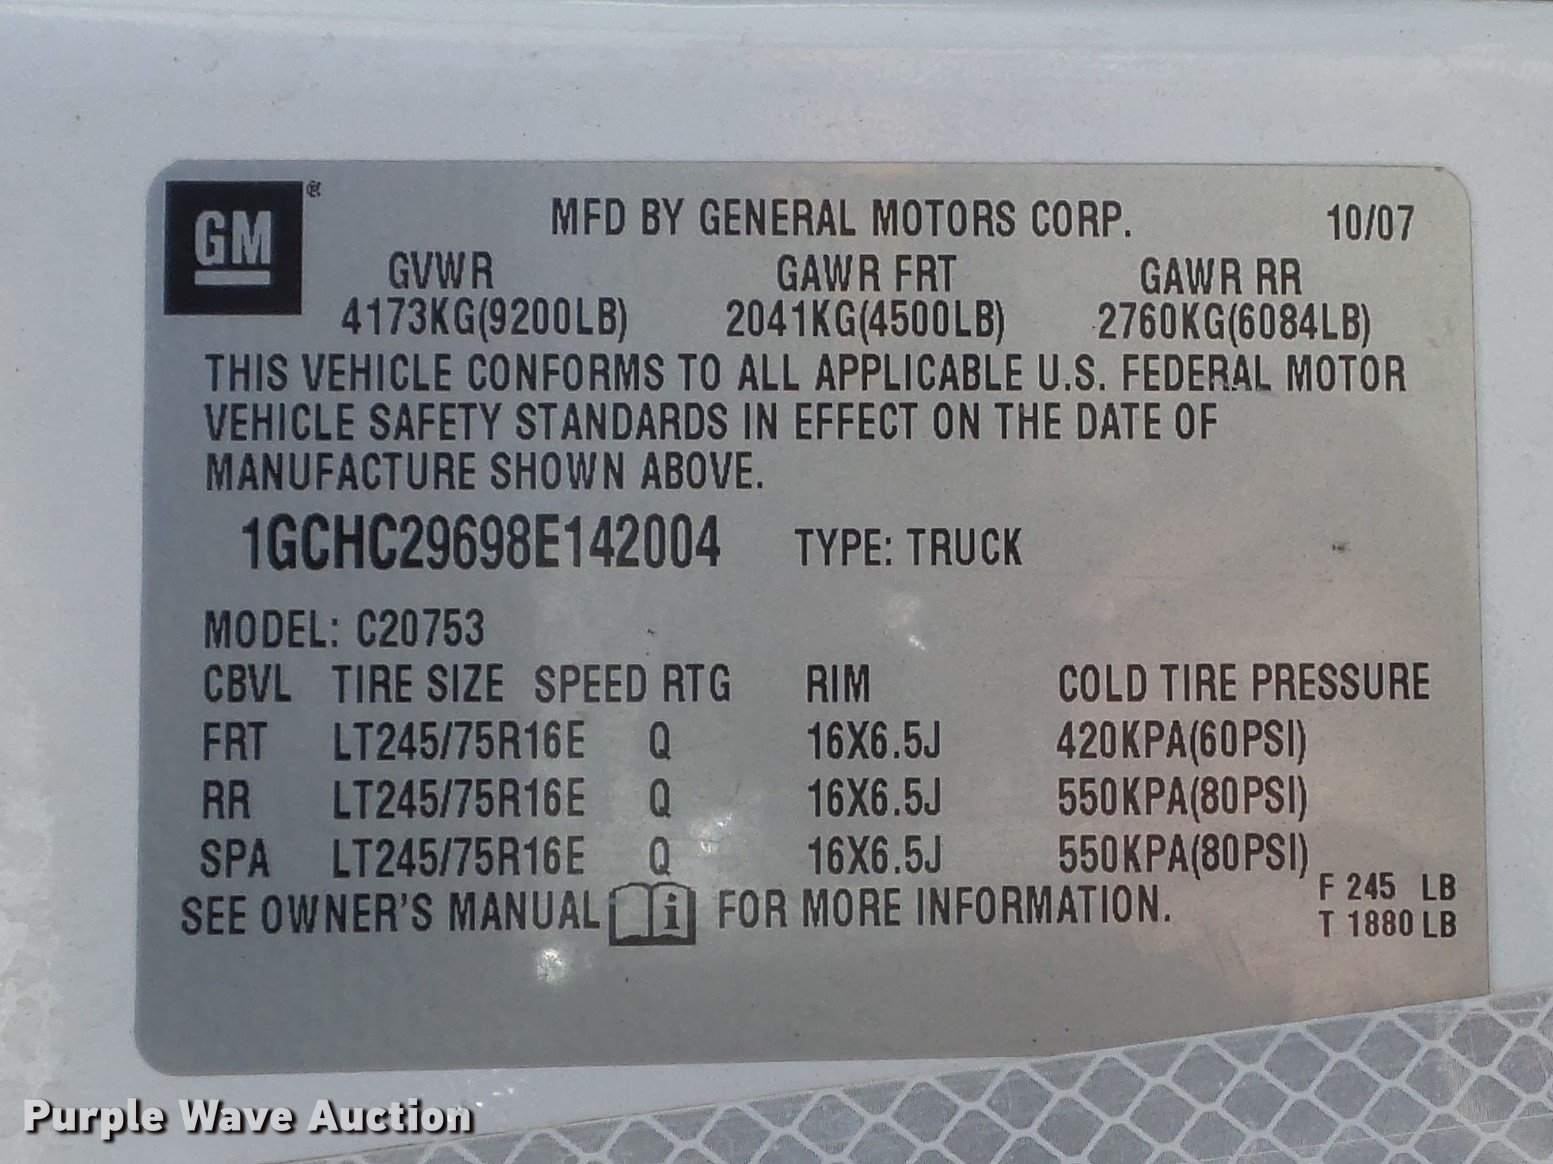 GM ®
MFD BY GENERAL MOTORS CORP. 10/07
GVWR GAWR FRT GAWR RR
4173KG(9200LB) 2041KG(4500LB) 2760KG(6084LB)
THIS VEHICLE CONFORMS TO ALL APPLICABLE U.S. FEDERAL MOTOR
VEHICLE SAFETY STANDARDS IN EFFECT ON THE DATE OF
MANUFACTURE SHOWN ABOVE.
1GCHC29698E142004 TYPE: TRUCK
MODEL: C20753
CBVL TIRE SIZE SPEED RTG RIM COLD TIRE PRESSURE
FRT LT245/75R16E Q 16X6.5J 420KPA(60PSI)
RR LT245/75R16E Q 16X6.5J 550KPA(80PSI)
SPA LT245/75R16E Q 16X6.5J 550KPA(80PSI)
SEE OWNER'S MANUAL i FOR MORE INFORMATION.
F 245 LB
T 1880 LB
Purple Wave Auction